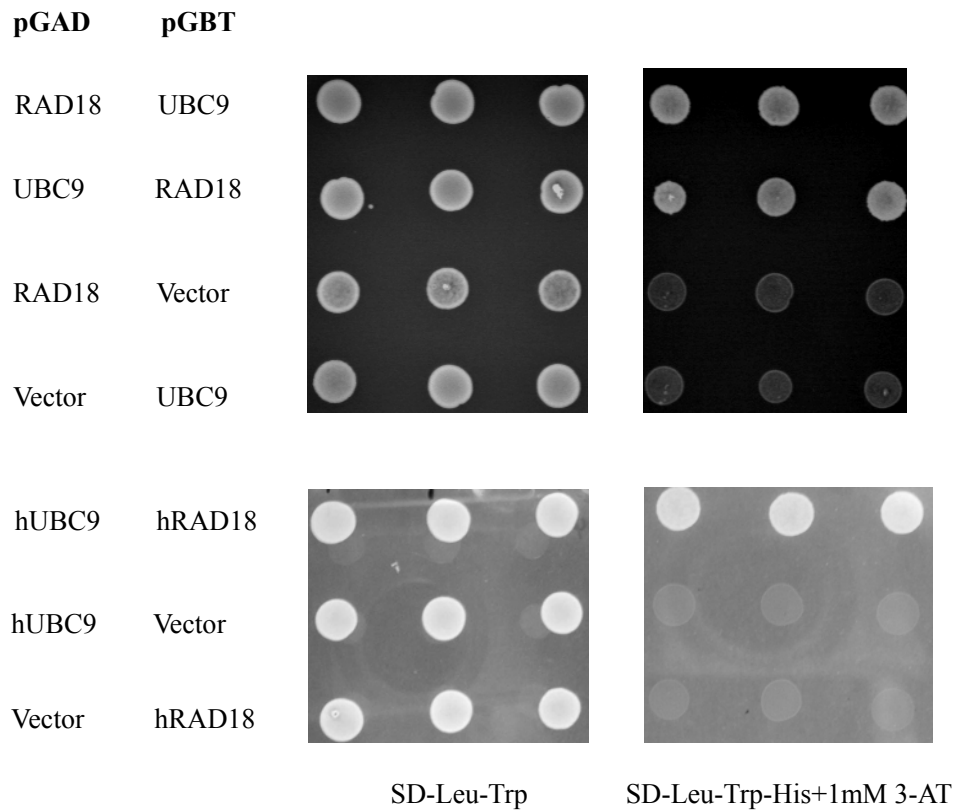 pGAD pGBT
RAD18 UBC9
UBC9 RAD18
RAD18 Vector
Vector UBC9
hUBC9 hRAD18
hUBC9 Vector
Vector hRAD18
SD-Leu-Trp SD-Leu-Trp-His+1mM 3-AT